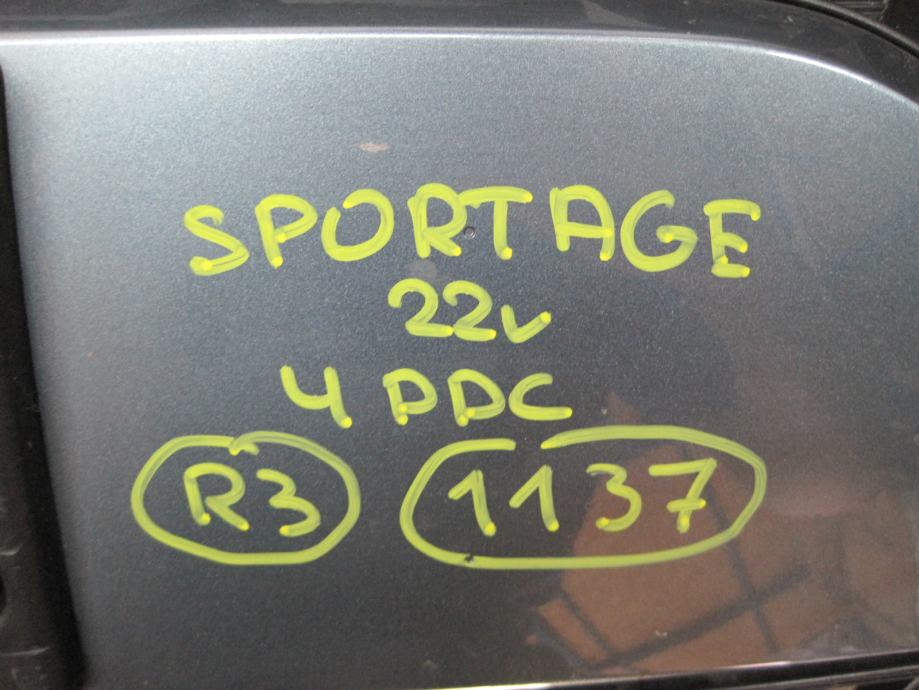 SPORTAGE
22v
4 PDC
R3 1137